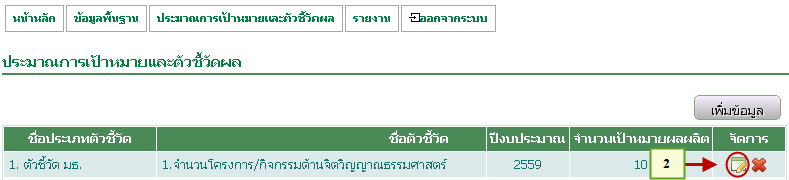 หน้าหลัก ข้อมูลพื้นฐาน ประมาณการเป้าหมายและตัวชี้วัดผล รายงาน ออกจากระบบ
ประมาณการเป้าหมายและตัวชี้วัดผล
เพิ่มข้อมูล
ชื่อประเภทตัวชี้วัด ชื่อตัวชี้วัด ปีงบประมาณ จำนวนเป้าหมายผลผลิต จัดการ
1. ตัวชี้วัด มธ. 1.จำนวนโครงการ/กิจกรรมด้านจิตวิญญาณธรรมศาสตร์ 2559 10 2